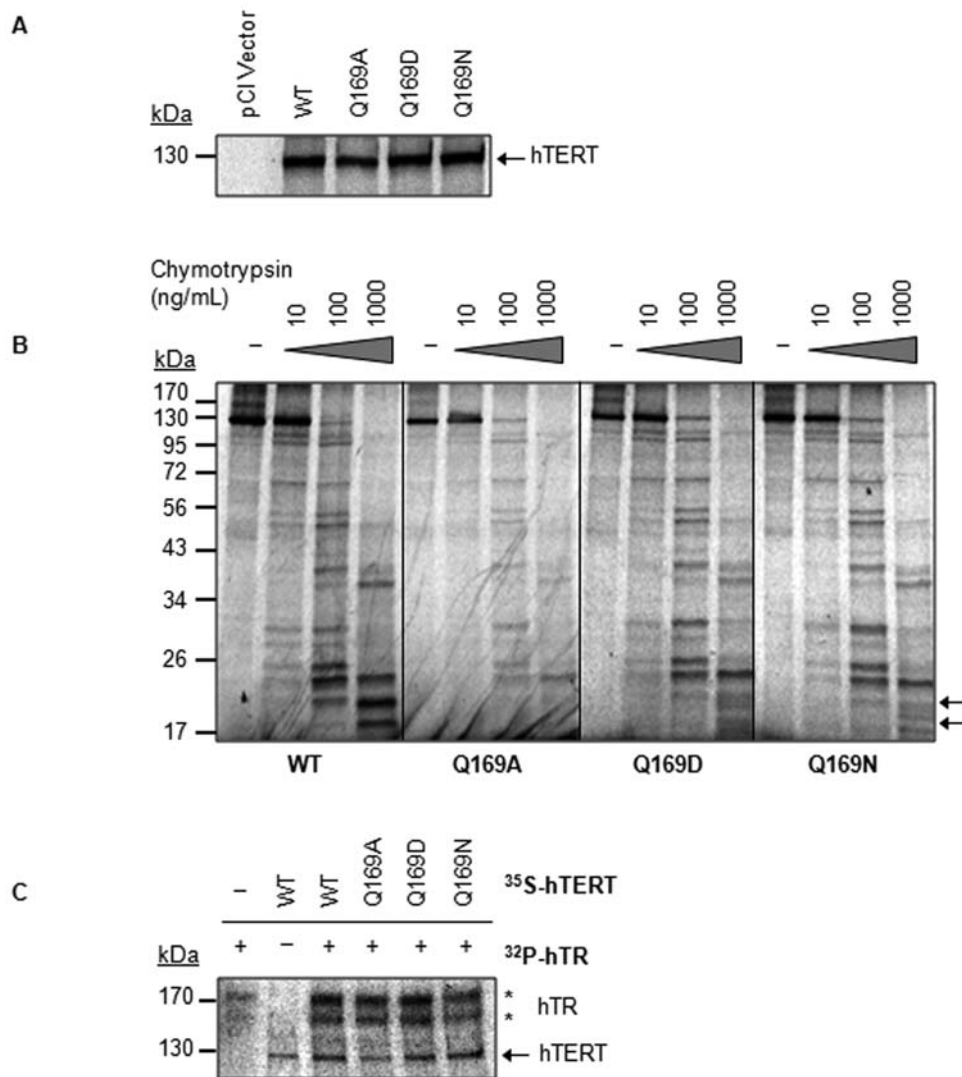 A
pCI Vector
WT
Q169A
Q169D
Q169N
kDa
130
hTERT
Chymotrypsin
(ng/mL)
10
100
1000
10
100
1000
10
100
1000
10
100
1000
B
kDa
–
–
–
–
170
130
95
72
56
43
34
26
17
WT
Q169A
Q169D
Q169N
C
–
WT
WT
Q169A
Q169D
Q169N
³⁵S-hTERT
+
–
+
+
+
+
³²P-hTR
kDa
170
*
hTR
*
130
hTERT